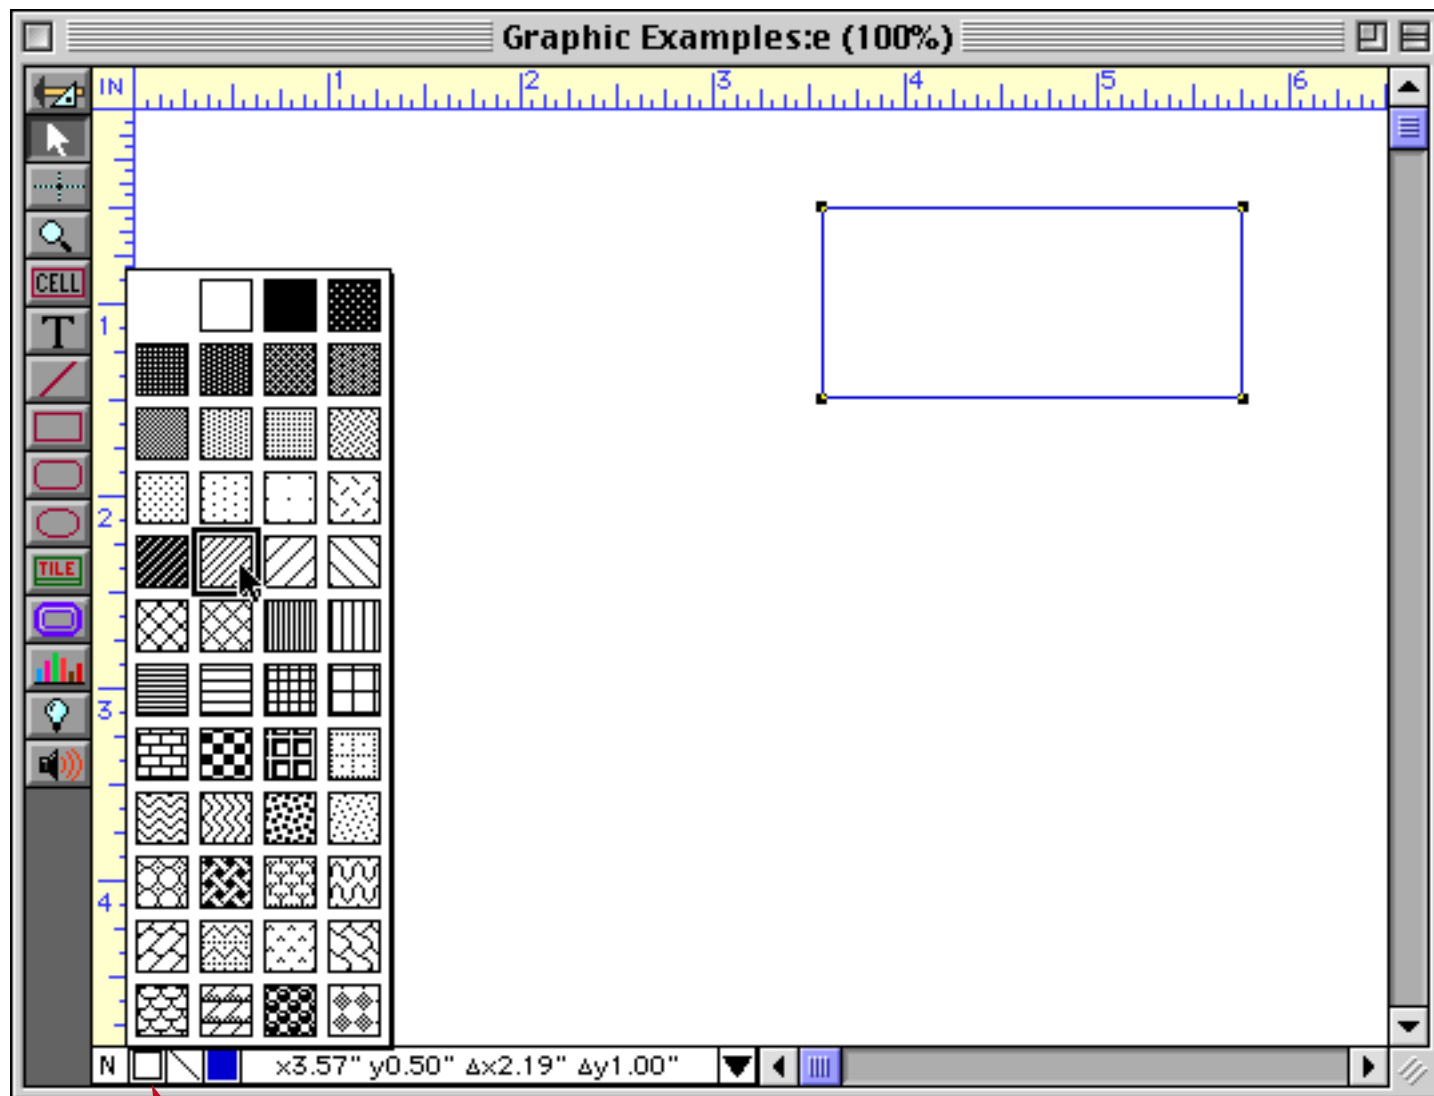 Graphic Examples:e (100%)
IN
1 2 3 4 5 6
CELL
T
1
2
TILE
3
4
N x3.57" y0.50" Δx2.19" Δy1.00"